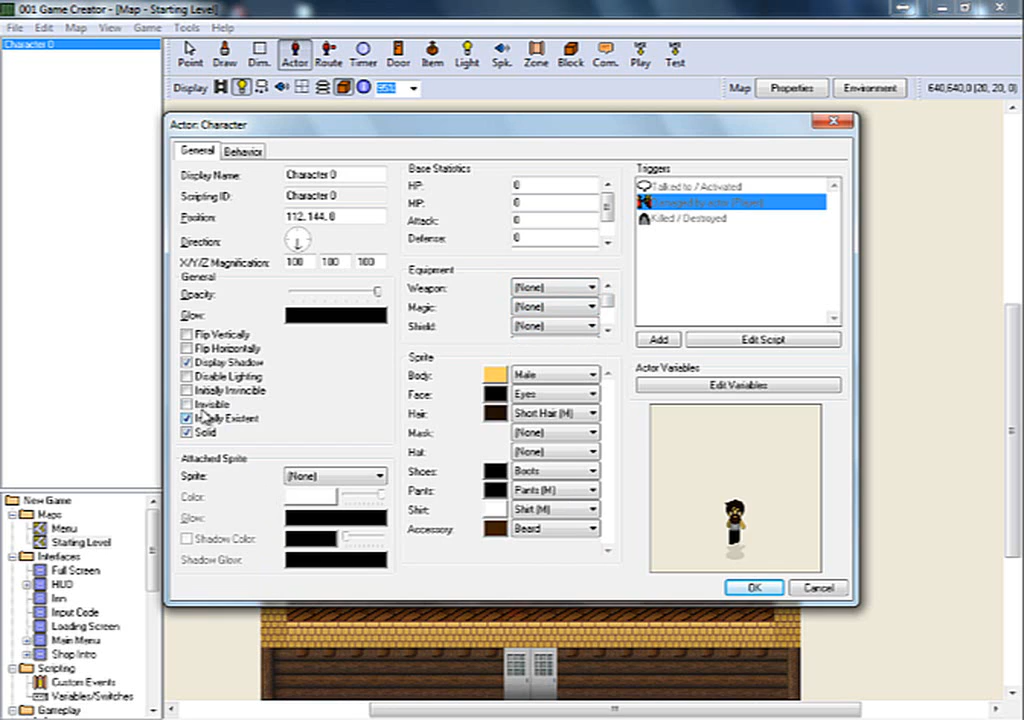 001 Game Creator - [Map - Starting Level]
File Edit Map View Game Tools Help
Character 0
Point Draw Dim. Actor Route Timer Door Item Light Spk. Zone Block Com. Play Test
Display Map Properties Environment 640,640,0 (20, 20, 0)
Actor: Character
General Behavior
Display Name: Character 0
Scripting ID: Character 0
Position: 112, 144, 0
Direction:
X/Y/Z Magnification: 100 100 100
General
Opacity:
Glow:
Flip Vertically
Flip Horizontally
Display Shadow
Disable Lighting
Initially Invincible
Invisible
Existent
Solid
Attached Sprite
Sprite: (None)
Color:
Glow:
Shadow Color:
Shadow Glow:
Base Statistics
HP: 0
MP: 0
Attack: 0
Defense: 0
Equipment
Weapon: (None)
Magic: (None)
Shield: (None)
Sprite
Body: Male
Face: Eyes
Hair: Short Hair (M)
Mask: (None)
Hat: (None)
Shoes: Boots
Pants: Pants (M)
Shirt: Shirt (M)
Accessory: Beard
Triggers
Talked to / Activated
Damaged by actor (Player)
Killed / Destroyed
Add Edit Script
Actor Variables
Edit Variables
OK Cancel
New Game
Maps
Menu
Starting Level
Interfaces
Full Screen
HUD
Inn
Input Code
Loading Screen
Main Menu
Shop Intro
Scripting
Custom Events
Variables/Switches
Gameplay